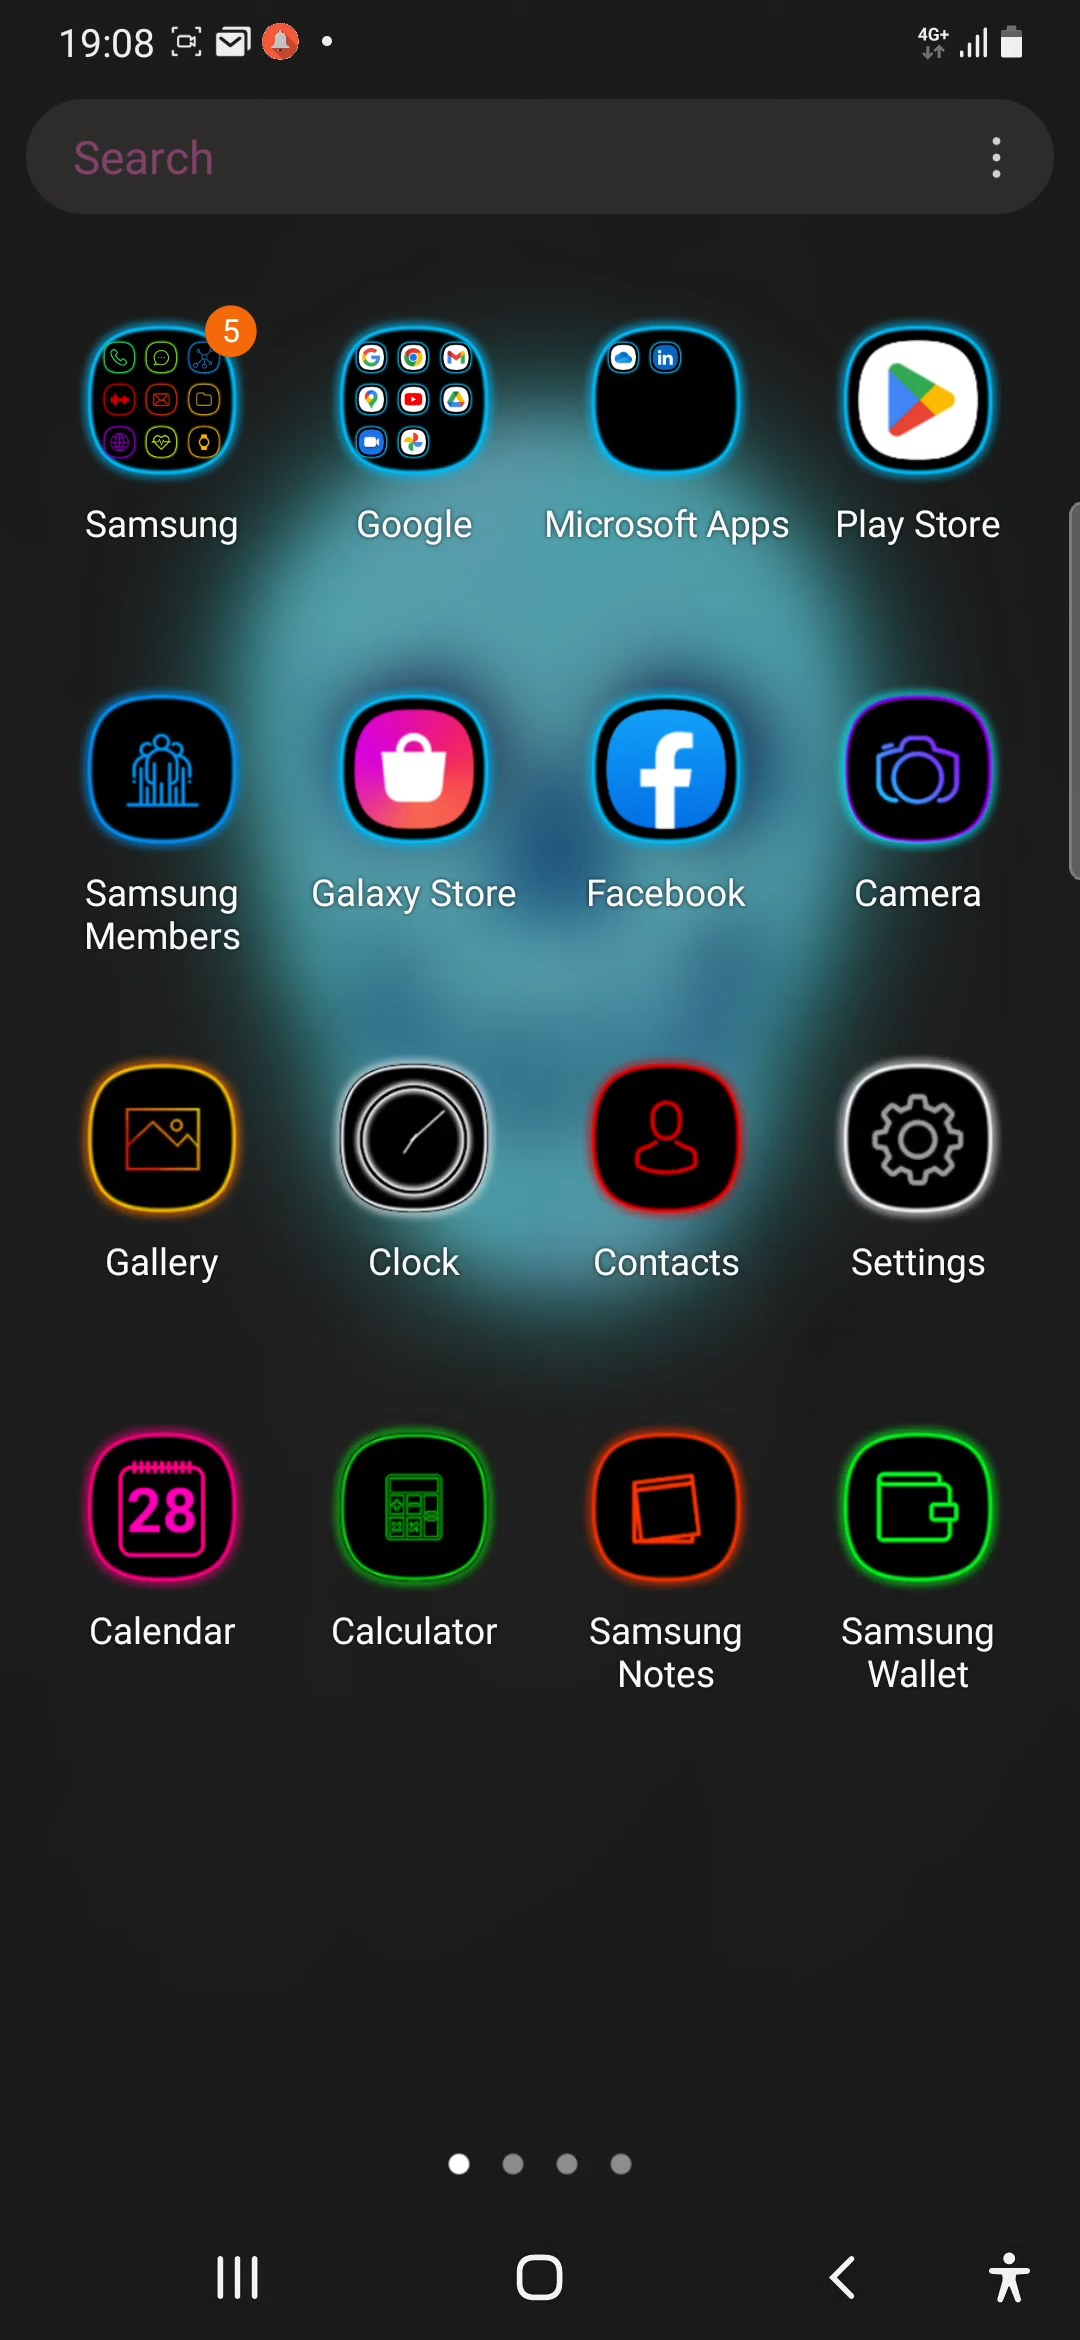 19:08
4G+
Search
5
Samsung
Google
Microsoft Apps
Play Store
Samsung
Members
Galaxy Store
Facebook
Camera
Gallery
Clock
Contacts
Settings
28
Calendar
Calculator
Samsung
Notes
Samsung
Wallet